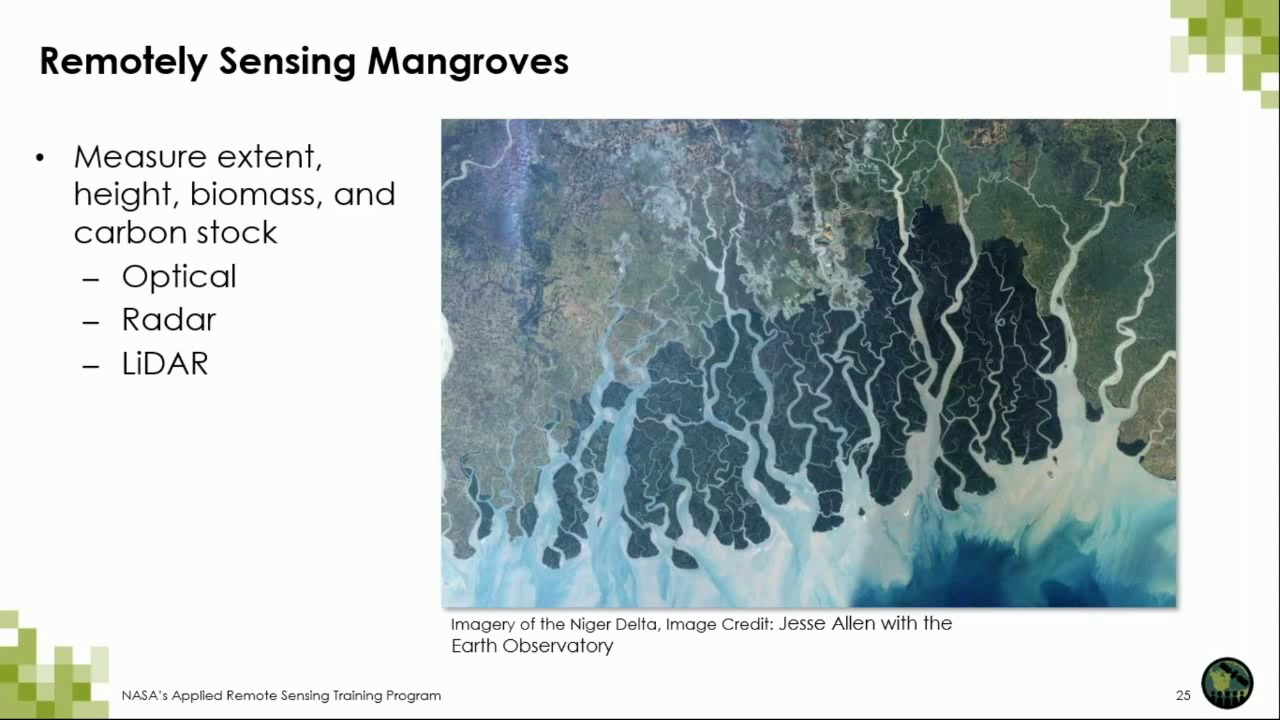 Remotely Sensing Mangroves
• Measure extent,
height, biomass, and
carbon stock
– Optical
– Radar
– LiDAR
Imagery of the Niger Delta, Image Credit: Jesse Allen with the
Earth Observatory
NASA's Applied Remote Sensing Training Program
25